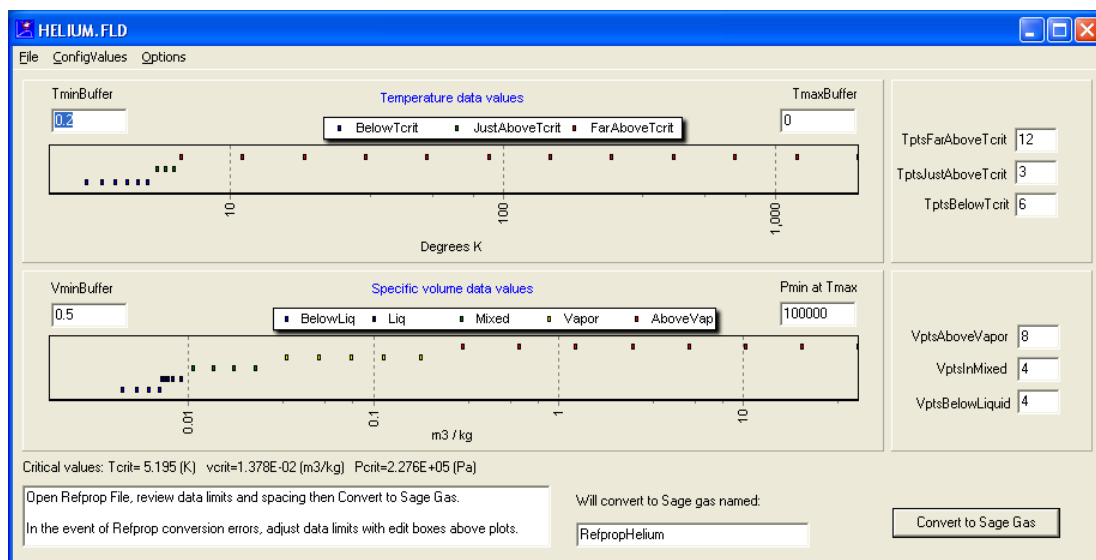 HELIUM.FLD
File ConfigValues Options
TminBuffer
0.2
Temperature data values
TmaxBuffer
0
BelowTcrit JustAboveTcrit FarAboveTcrit
10 100 1,000
Degrees K
TptsFarAboveTcrit 12
TptsJustAboveTcrit 3
TptsBelowTcrit 6
VminBuffer
0.5
Specific volume data values
Pmin at Tmax
100000
BelowLiq Liq Mixed Vapor AboveVap
0.01 0.1 1 10
m3 / kg
VptsAboveVapor 8
VptsInMixed 4
VptsBelowLiquid 4
Critical values: Tcrit= 5.195 (K) vcrit=1.378E-02 (m3/kg) Pcrit=2.276E+05 (Pa)
Open Refprop File, review data limits and spacing then Convert to Sage Gas.
In the event of Refprop conversion errors, adjust data limits with edit boxes above plots.
Will convert to Sage gas named:
RefpropHelium
Convert to Sage Gas